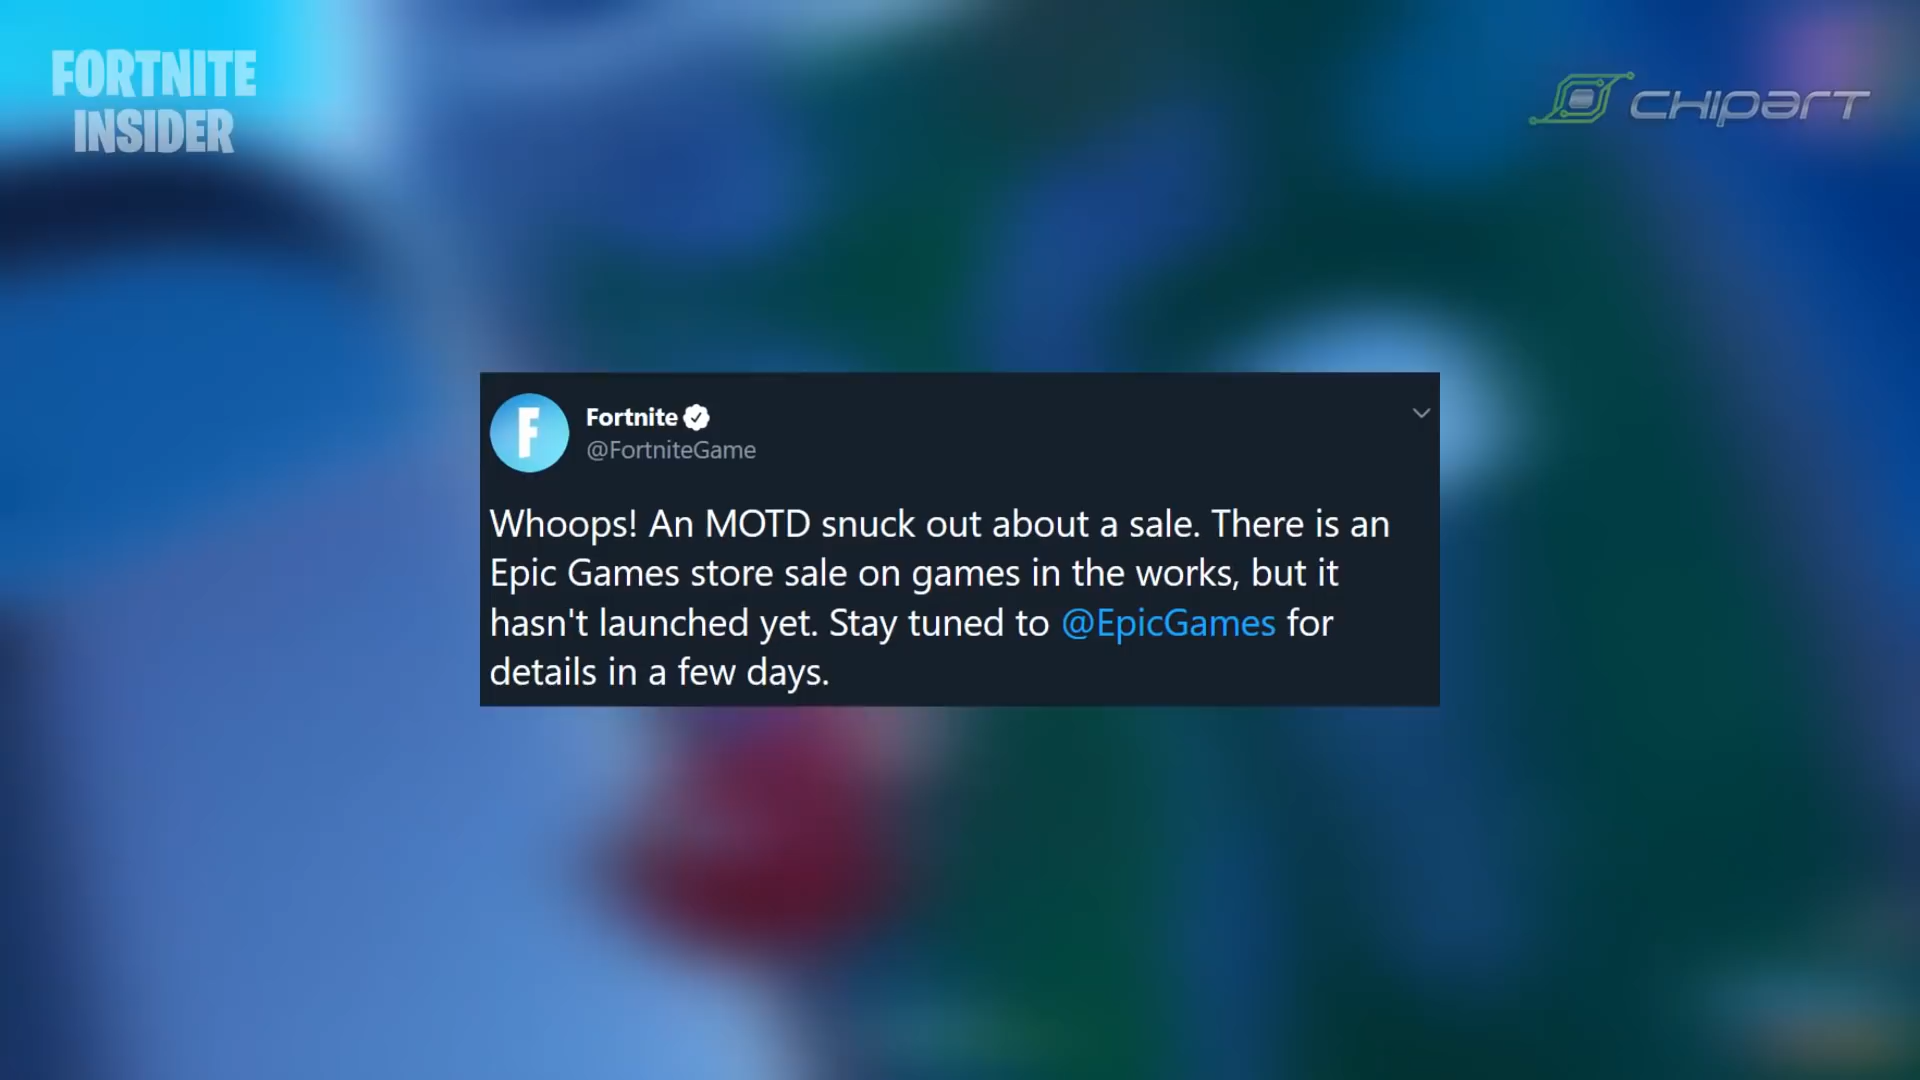 FORTNITE
INSIDER
CHIPART
Fortnite
@FortniteGame
Whoops! An MOTD snuck out about a sale. There is an
Epic Games store sale on games in the works, but it
hasn't launched yet. Stay tuned to @EpicGames for
details in a few days.